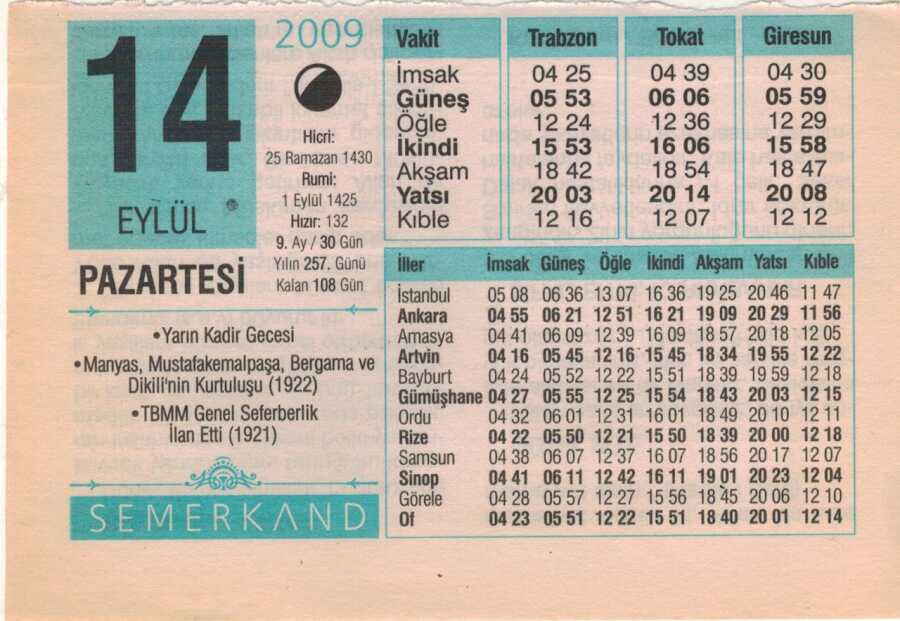 14
EYLÜL
2009
Hicri:
25 Ramazan 1430
Rumi:
1 Eylül 1425
Hızır: 132
9. Ay / 30 Gün
Yılın 257. Günü
Kalan 108 Gün
PAZARTESİ
•Yarın Kadir Gecesi
•Manyas, Mustafakemalpaşa, Bergama ve
Dikili'nin Kurtuluşu (1922)
•TBMM Genel Seferberlik
İlan Etti (1921)
SEMERKAND
Vakit Trabzon Tokat Giresun
İmsak 04 25 04 39 04 30
Güneş 05 53 06 06 05 59
Öğle 12 24 12 36 12 29
İkindi 15 53 16 06 15 58
Akşam 18 42 18 54 18 47
Yatsı 20 03 20 14 20 08
Kıble 12 16 12 07 12 12
İller İmsak Güneş Öğle İkindi Akşam Yatsı Kıble
İstanbul 05 08 06 36 13 07 16 36 19 25 20 46 11 47
Ankara 04 55 06 21 12 51 16 21 19 09 20 29 11 56
Amasya 04 41 06 09 12 39 16 09 18 57 20 18 12 05
Artvin 04 16 05 45 12 16 15 45 18 34 19 55 12 22
Bayburt 04 24 05 52 12 22 15 51 18 39 19 59 12 18
Gümüşhane 04 27 05 55 12 25 15 54 18 43 20 03 12 15
Ordu 04 32 06 01 12 31 16 01 18 49 20 10 12 11
Rize 04 22 05 50 12 21 15 50 18 39 20 00 12 18
Samsun 04 38 06 07 12 37 16 07 18 56 20 17 12 07
Sinop 04 41 06 11 12 42 16 11 19 01 20 23 12 04
Görele 04 28 05 57 12 27 15 56 18 45 20 06 12 10
Of 04 23 05 51 12 22 15 51 18 40 20 01 12 14